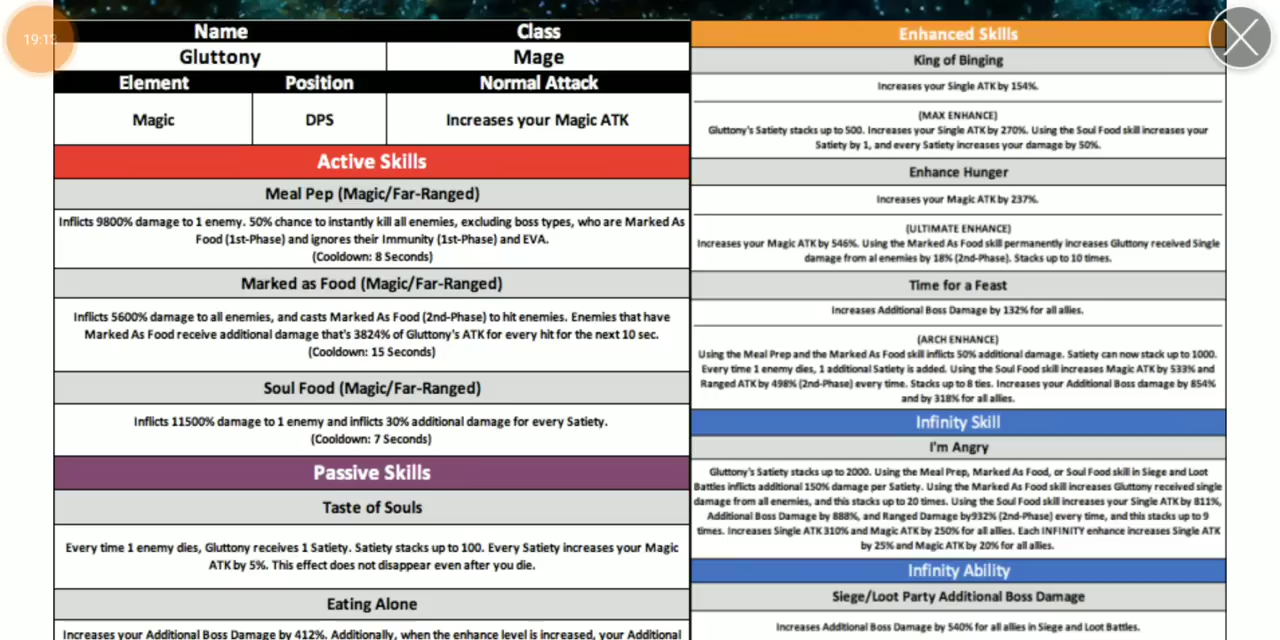 19:13
Name Class
Gluttony Mage
Element Position Normal Attack
Magic DPS Increases your Magic ATK
Active Skills
Meal Pep (Magic/Far-Ranged)
Inflicts 9800% damage to 1 enemy. 50% chance to instantly kill all enemies, excluding boss types, who are Marked As
Food (1st-Phase) and ignores their Immunity (1st-Phase) and EVA.
(Cooldown: 8 Seconds)
Marked as Food (Magic/Far-Ranged)
Inflicts 5600% damage to all enemies, and casts Marked As Food (2nd-Phase) to hit enemies. Enemies that have
Marked As Food receive additional damage that's 3824% of Gluttony's ATK for every hit for the next 10 sec.
(Cooldown: 15 Seconds)
Soul Food (Magic/Far-Ranged)
Inflicts 11500% damage to 1 enemy and inflicts 30% additional damage for every Satiety.
(Cooldown: 7 Seconds)
Passive Skills
Taste of Souls
Every time 1 enemy dies, Gluttony receives 1 Satiety. Satiety stacks up to 100. Every Satiety increases your Magic
ATK by 5%. This effect does not disappear even after you die.
Eating Alone
Increases your Additional Boss Damage by 412%. Additionally, when the enhance level is increased, your Additional
Enhanced Skills
King of Binging
Increases your Single ATK by 154%.
(MAX ENHANCE)
Gluttony's Satiety stacks up to 500. Increases your Single ATK by 270%. Using the Soul Food skill increases your
Satiety by 1, and every Satiety increases your damage by 50%.
Enhance Hunger
Increases your Magic ATK by 237%.
(ULTIMATE ENHANCE)
Increases your Magic ATK by 546%. Using the Marked As Food skill permanently increases Gluttony received Single
damage from al enemies by 18% (2nd-Phase). Stacks up to 10 times.
Time for a Feast
Increases Additional Boss Damage by 132% for all allies.
(ARCH ENHANCE)
Using the Meal Prep and the Marked As Food skill inflicts 50% additional damage. Satiety can now stack up to 1000.
Every time 1 enemy dies, 1 additional Satiety is added. Using the Soul Food skill increases Magic ATK by 533% and
Ranged ATK by 498% (2nd-Phase) every time. Stacks up to 8 ties. Increases your Additional Boss damage by 854%
and by 318% for all allies.
Infinity Skill
I'm Angry
Gluttony's Satiety stacks up to 2000. Using the Meal Prep, Marked As Food, or Soul Food skill in Siege and Loot
Battles inflicts additional 150% damage per Satiety. Using the Marked As Food skill increases Gluttony received single
damage from all enemies, and this stacks up to 20 times. Using the Soul Food skill increases your Single ATK by 811%,
Additional Boss Damage by 888%, and Ranged Damage by932% (2nd-Phase) every time, and this stacks up to 9
times. Increases Single ATK 310% and Magic ATK by 250% for all allies. Each INFINITY enhance increases Single ATK
by 25% and Magic ATK by 20% for all allies.
Infinity Ability
Siege/Loot Party Additional Boss Damage
Increases Additional Boss Damage by 540% for all allies in Siege and Loot Battles.